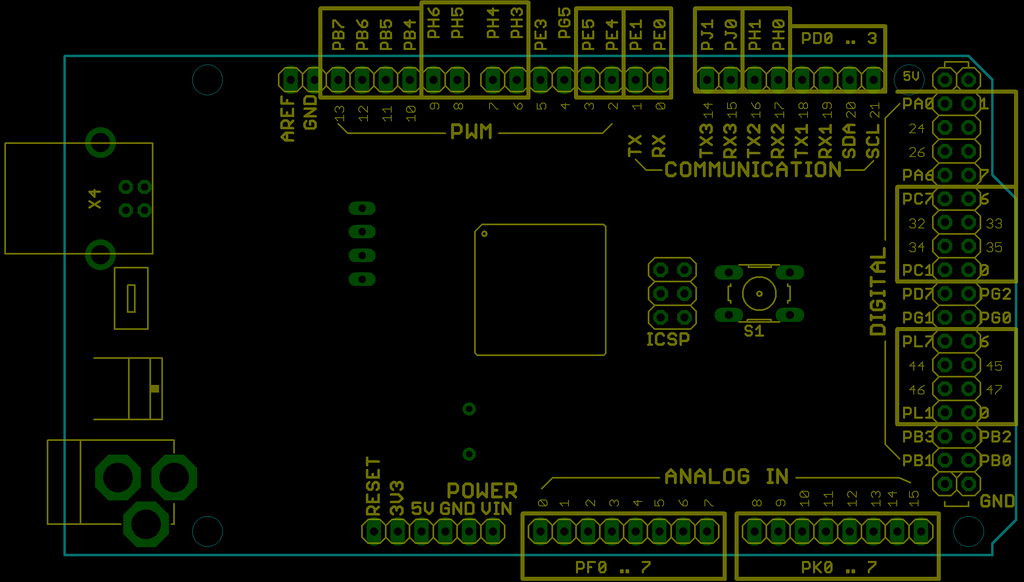 PB7 PB6 PB5 PB4 PH6 PH5 PH4 PH3 PE3 PG5 PE5 PE4 PE1 PE0 PJ1 PJ0 PH1 PH0 PD0 .. 3
5V
AREF GND 13 12 11 10 9 8 7 6 5 4 3 2 1 0 14 15 16 17 18 19 20 21
PWM
TX RX TX3 RX3 TX2 RX2 TX1 RX1 SDA SCL
COMMUNICATION
PA0 1
24
26
PA6 7
X4
PC7 6
32 33
34 35
PC1 0
DIGITAL
PD7 PG2
PG1 PG0
S1
ICSP
PL7 6
44 45
46 47
PL1 0
PB3 PB2
PB1 PB0
ANALOG IN
GND
POWER
RESET 3V3 5V GND VIN
0 1 2 3 4 5 6 7 8 9 10 11 12 13 14 15
PF0 .. 7
PK0 .. 7